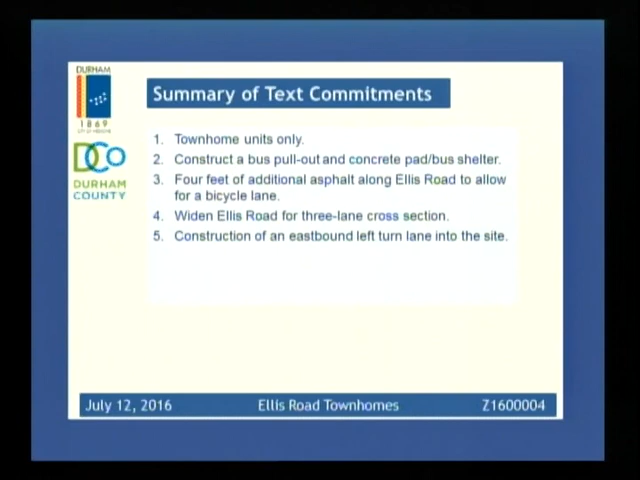 DURHAM
1869
DCO
DURHAM
COUNTY
Summary of Text Commitments
1. Townhome units only.
2. Construct a bus pull-out and concrete pad/bus shelter.
3. Four feet of additional asphalt along Ellis Road to allow
for a bicycle lane.
4. Widen Ellis Road for three-lane cross section.
5. Construction of an eastbound left turn lane into the site.
July 12, 2016 Ellis Road Townhomes Z1600004